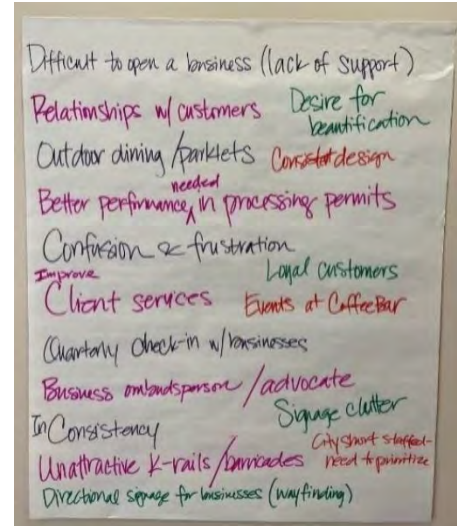 Difficult to open a business (lack of support)
Relationships w/ customers
Desire for
beautification
Outdoor dining/parklets
Consistent design
needed
Better performance ^ in processing permits
Confusion & frustration
Improve
Client services
Loyal customers
Events at CoffeeBar
Quarterly check-in w/businesses
Business ombudsperson/advocate
Signage clutter
InConsistency
City short staffed-
need to prioritize
Unattractive K-rails/barricades
Directional signage for businesses (wayfinding)